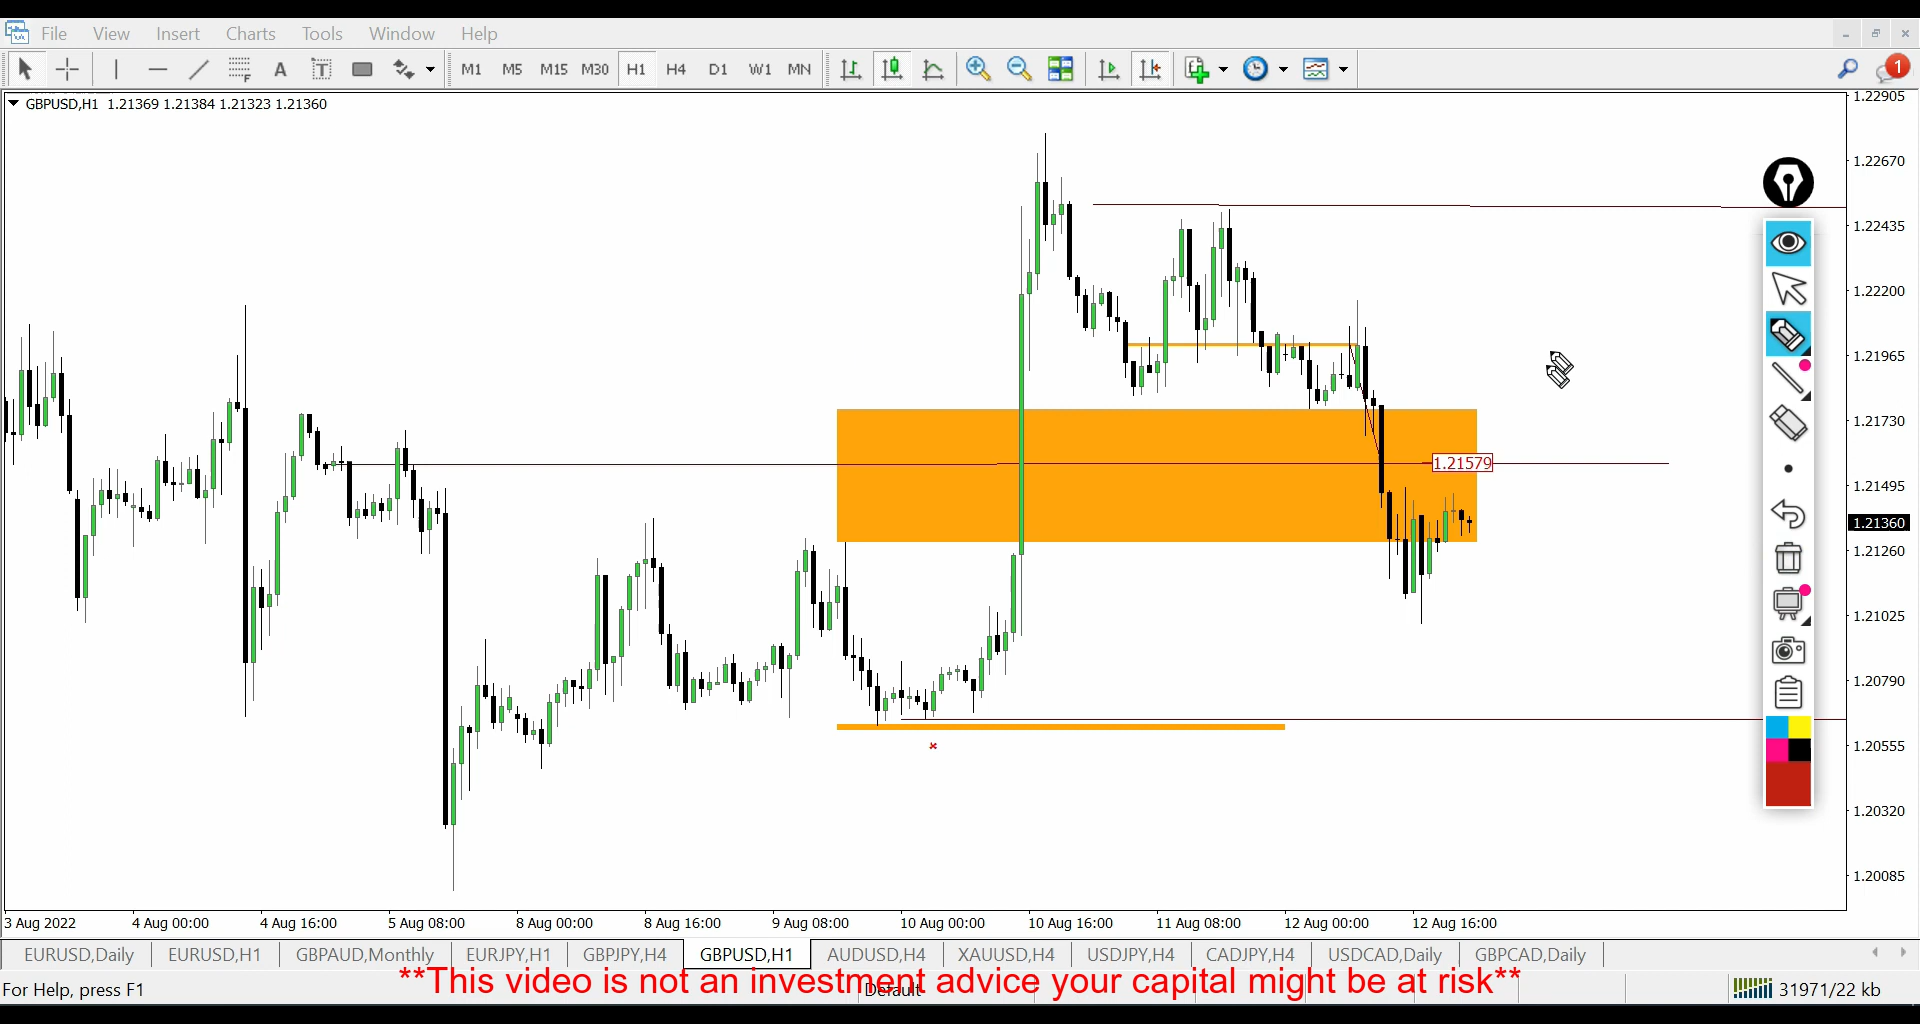 File View Insert Charts Tools Window Help
A T M1 M5 M15 M30 H1 H4 D1 W1 MN 1
GBPUSD,H1 1.21369 1.21384 1.21323 1.21360
1.22905
1.22670
1.22435
1.22200
1.21965
1.21730
1.21579
1.21495
1.21360
1.21260
1.21025
1.20790
1.20555
1.20320
1.20085
3 Aug 2022 4 Aug 00:00 4 Aug 16:00 5 Aug 08:00 8 Aug 00:00 8 Aug 16:00 9 Aug 08:00 10 Aug 00:00 10 Aug 16:00 11 Aug 08:00 12 Aug 00:00 12 Aug 16:00
EURUSD,Daily EURUSD,H1 GBPAUD,Monthly EURJPY,H1 GBPJPY,H4 GBPUSD,H1 AUDUSD,H4 XAUUSD,H4 USDJPY,H4 CADJPY,H4 USDCAD,Daily GBPCAD,Daily
**This video is not an investment advice your capital might be at risk**
For Help, press F1 Default 31971/22 kb